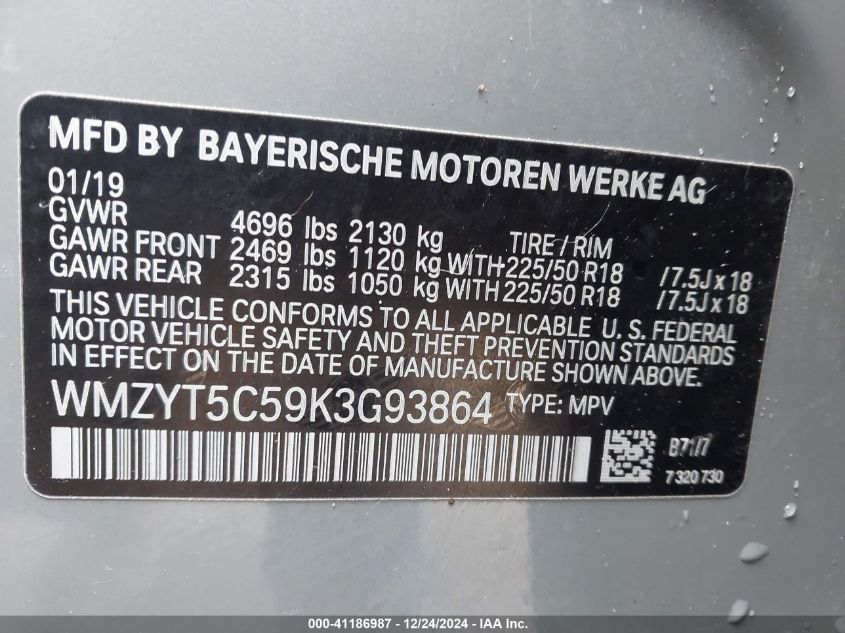 MFD BY BAYERISCHE MOTOREN WERKE AG
01/19
GVWR 4696 lbs 2130 kg TIRE / RIM
GAWR FRONT 2469 lbs 1120 kg WITH 225/50 R18 / 7.5J x 18
GAWR REAR 2315 lbs 1050 kg WITH 225/50 R18 / 7.5J x 18
THIS VEHICLE CONFORMS TO ALL APPLICABLE U. S. FEDERAL
MOTOR VEHICLE SAFETY AND THEFT PREVENTION STANDARDS
IN EFFECT ON THE DATE OF MANUFACTURE SHOWN ABOVE.
WMZYT5C59K3G93864 TYPE: MPV
B71/7
7 320 730
000-41186987 - 12/24/2024 - IAA Inc.